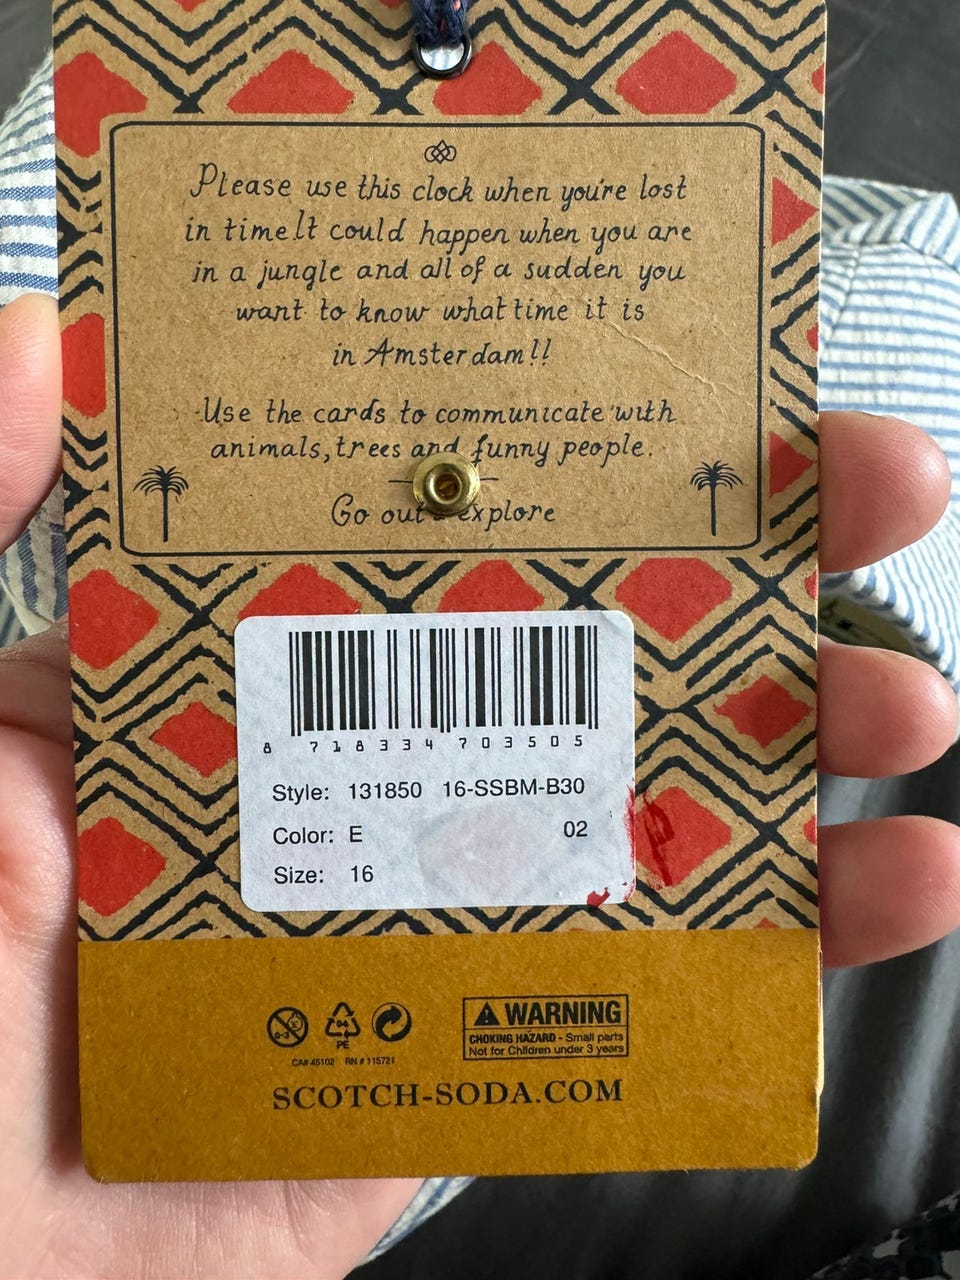 Please use this clock when you're lost
in time It could happen when you are
in a jungle and all of a sudden you
want to know what time it is
in Amsterdam!!
Use the cards to communicate with
animals, trees and funny people.
Go out explore
8 718334 703505
Style: 131850 16-SSBM-B30
Color: E 02
Size: 16
0-3
04
PE
CA# 45102 RN # 115721
WARNING
CHOKING HAZARD - Small parts
Not for Children under 3 years
SCOTCH-SODA.COM